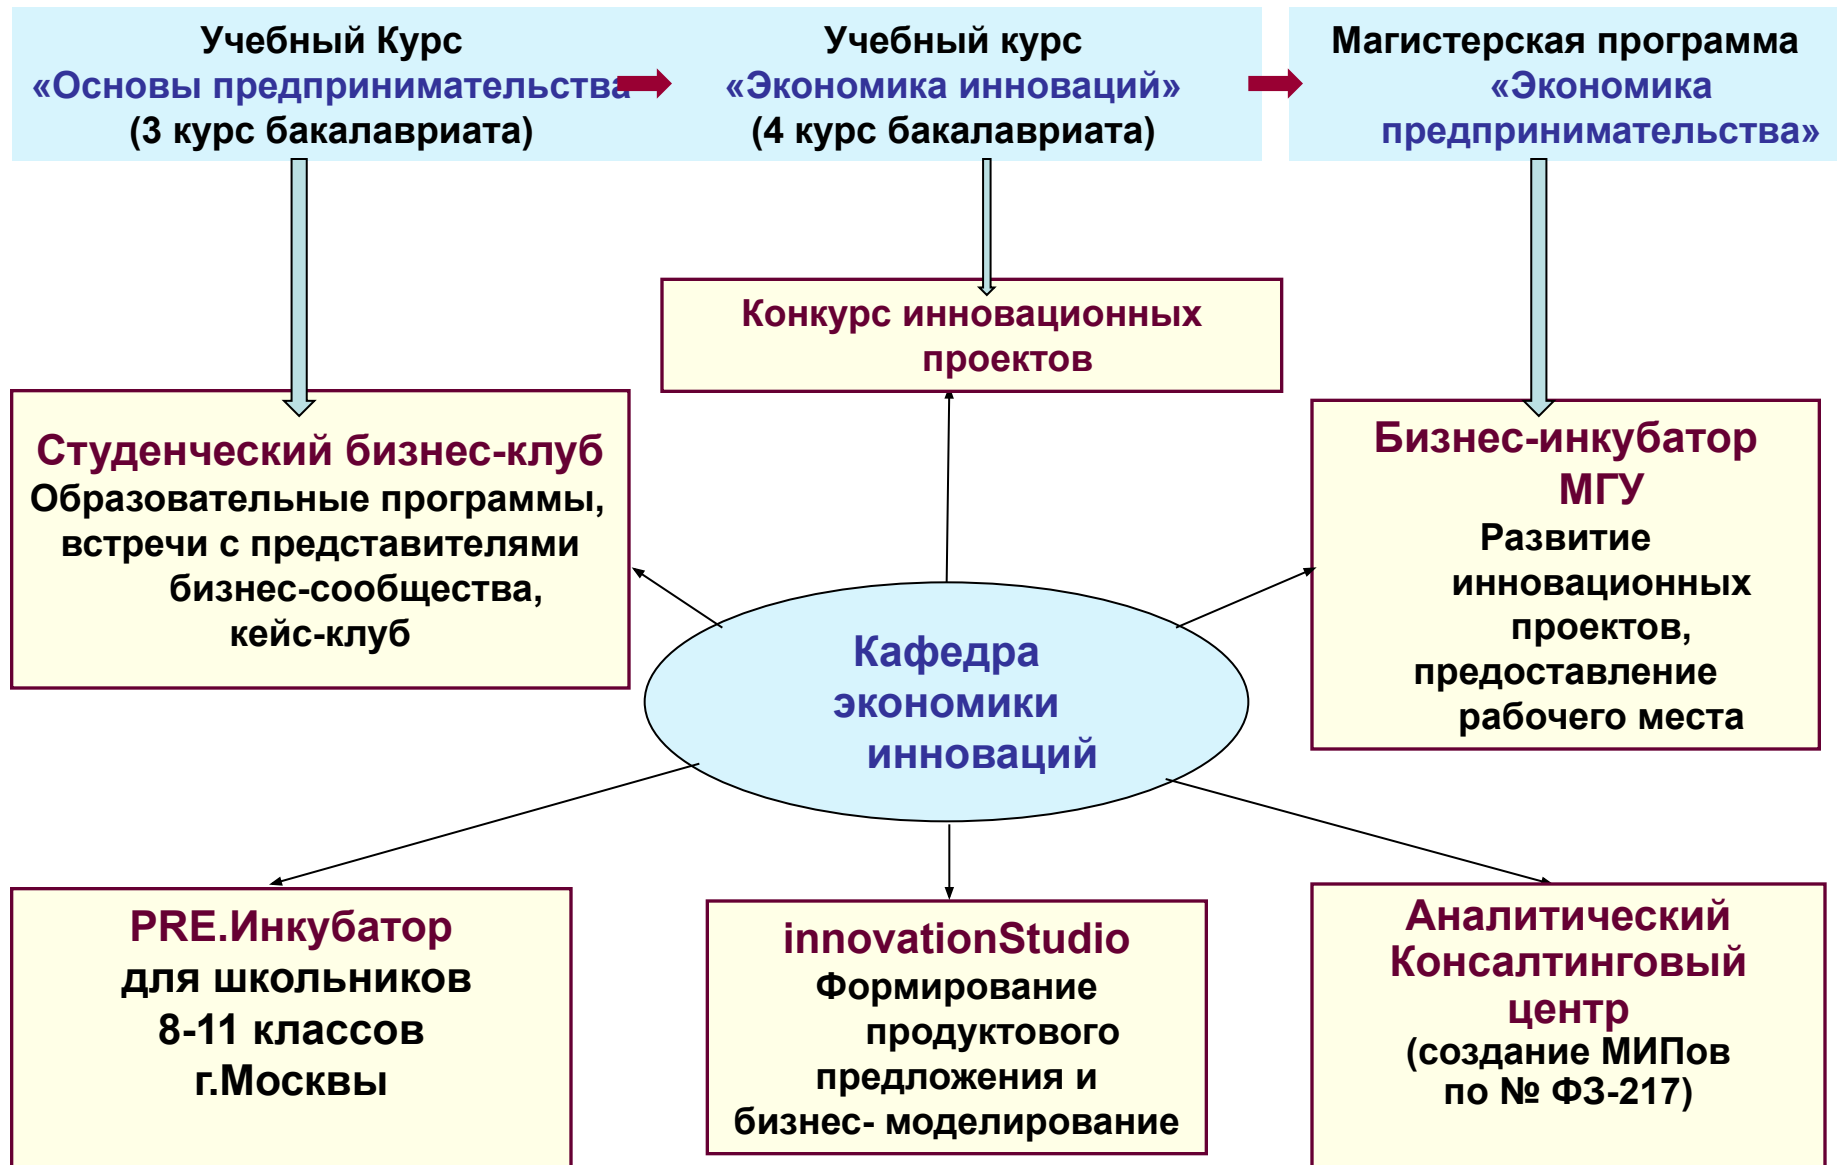 Учебный Курс
«Основы предпринимательства
(3 курс бакалавриата)
Учебный курс
«Экономика инноваций»
(4 курс бакалавриата)
Магистерская программа
«Экономика
предпринимательства»
Конкурс инновационных
проектов
Студенческий бизнес-клуб
Образовательные программы,
встречи с представителями
бизнес-сообщества,
кейс-клуб
Бизнес-инкубатор
МГУ
Развитие
инновационных
проектов,
предоставление
рабочего места
Кафедра
экономики
инноваций
PRE.Инкубатор
для школьников
8-11 классов
г.Москвы
innovationStudio
Формирование
продуктового
предложения и
бизнес- моделирование
Аналитический
Консалтинговый
центр
(создание МИПов
по № ФЗ-217)